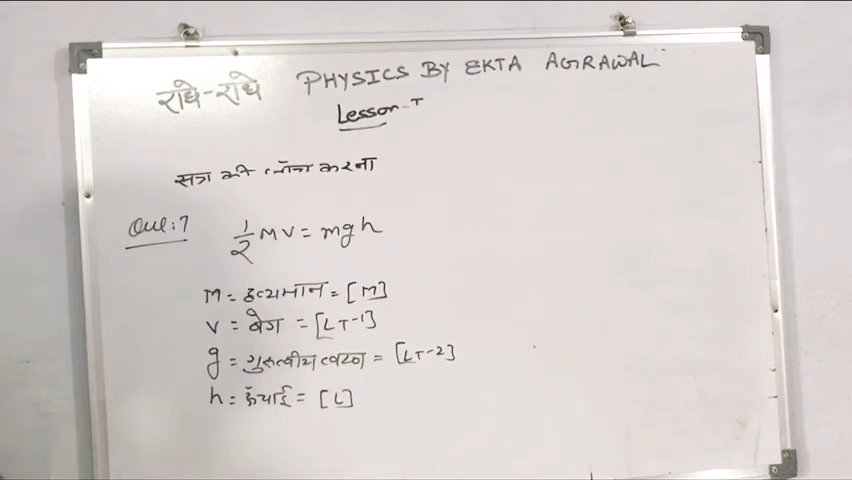 राधे-राधे PHYSICS BY EKTA AGRAWAL
Lesson-T
सत्र की जाँच करना
Que:7 1/2 MV = mgh
M = द्रव्यमान = [M]
V = बेग = [LT-1]
g = गुरुत्वीय त्वरण = [LT-2]
h = ऊँचाई = [L]